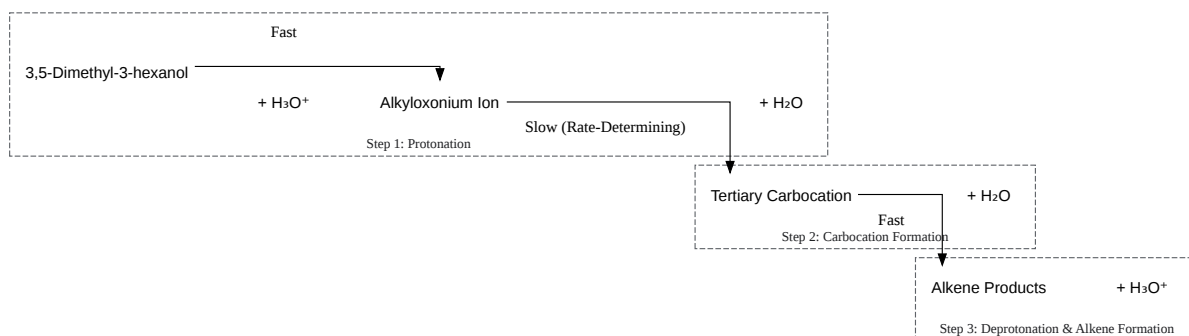 Fast
3,5-Dimethyl-3-hexanol
+ H₃O⁺
Alkyloxonium Ion
+ H₂O
Slow (Rate-Determining)
Step 1: Protonation
Tertiary Carbocation
+ H₂O
Fast
Step 2: Carbocation Formation
Alkene Products
+ H₃O⁺
Step 3: Deprotonation & Alkene Formation